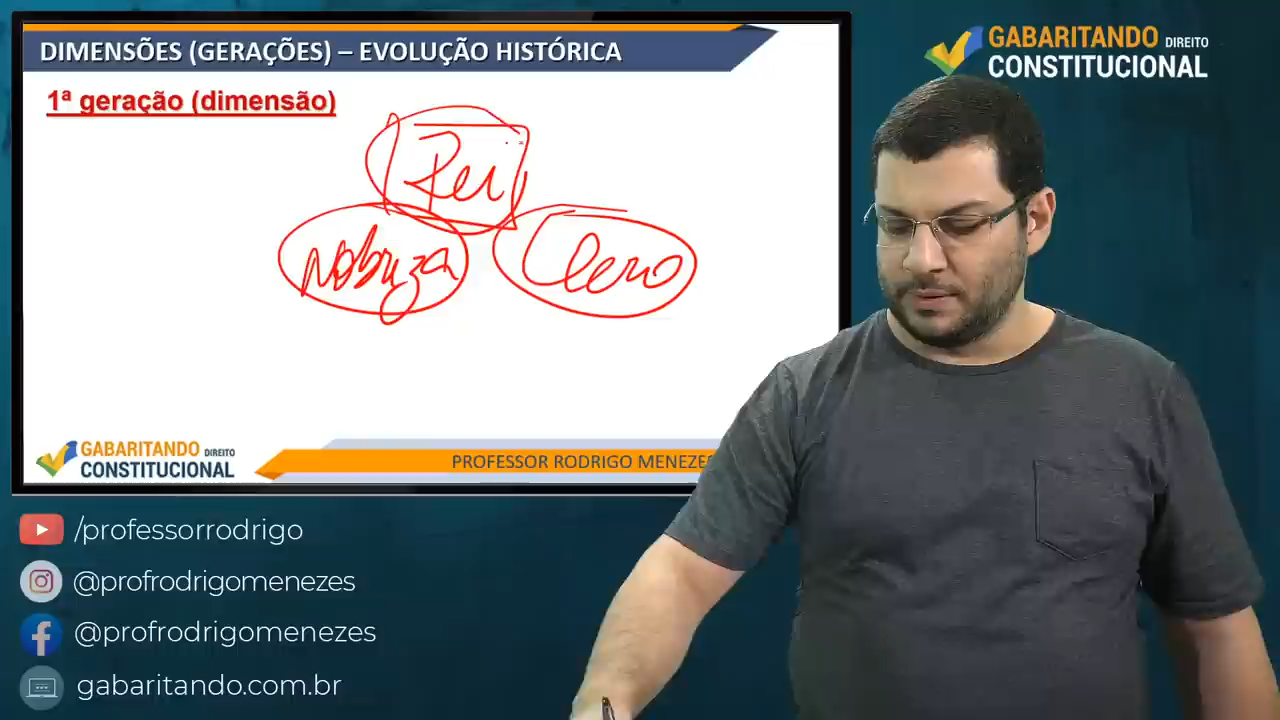 DIMENSÕES (GERAÇÕES) – EVOLUÇÃO HISTÓRICA
GABARITANDO DIREITO
CONSTITUCIONAL
1ª geração (dimensão)
Rei
Nobreza Clero
GABARITANDO DIREITO
CONSTITUCIONAL
PROFESSOR RODRIGO MENEZES
/professorrodrigo
@profrodrigomenezes
@profrodrigomenezes
gabaritando.com.br